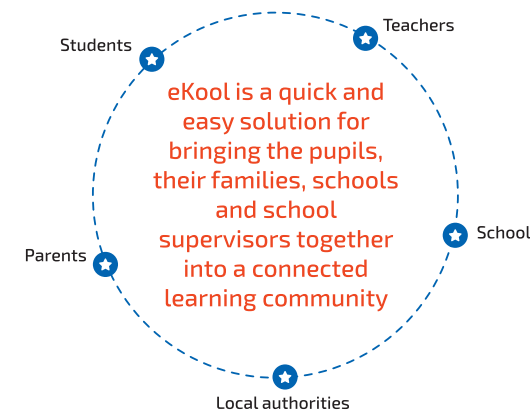 Teachers
Students
eKool is a quick and
easy solution for
bringing the pupils,
their families, schools
and school
supervisors together
into a connected
learning community
School
Parents
Local authorities